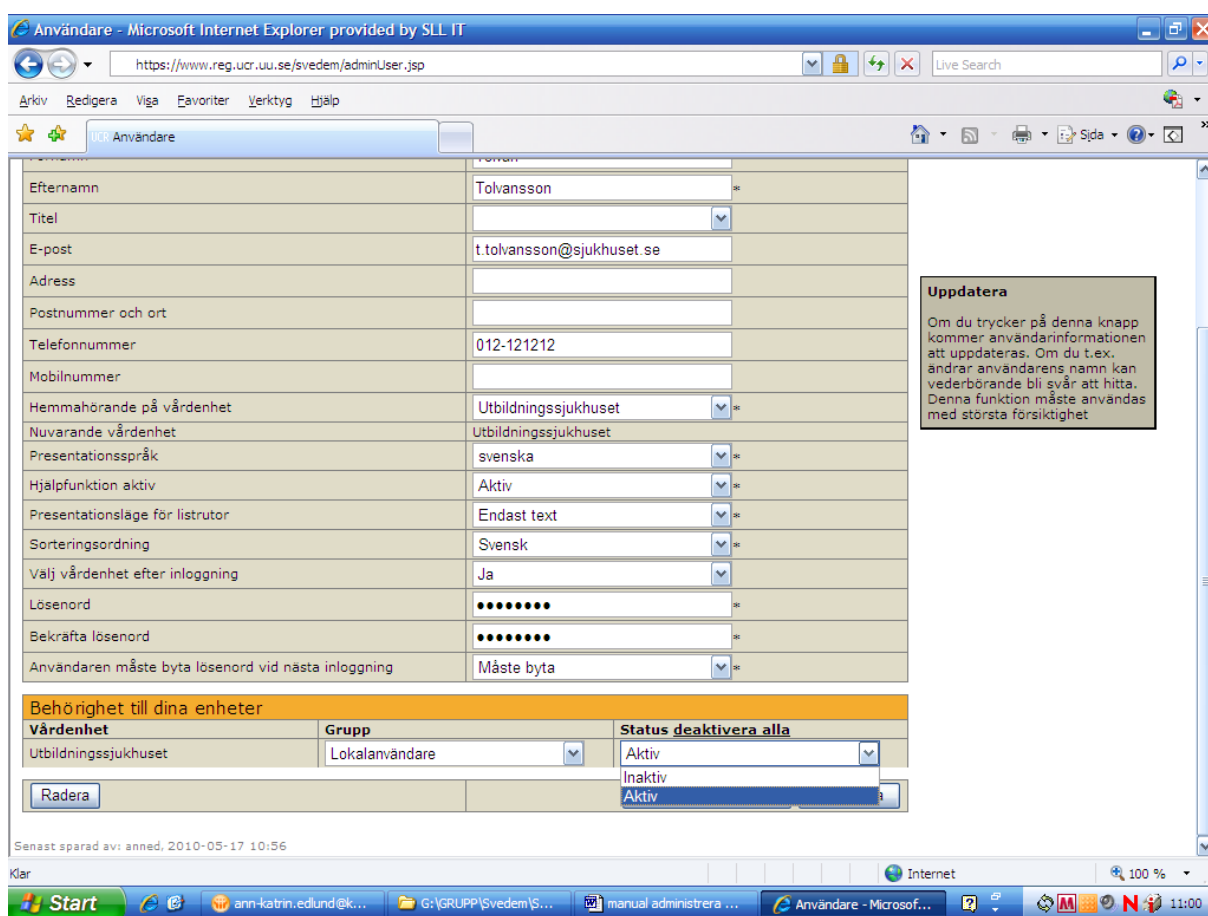 Användare - Microsoft Internet Explorer provided by SLL IT
https://www.reg.ucr.uu.se/svedem/adminUser.jsp
Live Search
Arkiv Redigera Visa Favoriter Verktyg Hjälp
UCR Användare
Sida
Efternamn Tolvansson *
Titel
E-post t.tolvansson@sjukhuset.se
Adress
Postnummer och ort
Telefonnummer 012-121212
Mobilnummer
Hemmahörande på vårdenhet Utbildningssjukhuset *
Nuvarande vårdenhet Utbildningssjukhuset
Presentationsspråk svenska *
Hjälpfunktion aktiv Aktiv *
Presentationsläge för listrutor Endast text *
Sorteringsordning Svensk *
Välj vårdenhet efter inloggning Ja
Lösenord •••••••• *
Bekräfta lösenord •••••••• *
Användaren måste byta lösenord vid nästa inloggning Måste byta *
Uppdatera
Om du trycker på denna knapp
kommer användarinformationen
att uppdateras. Om du t.ex.
ändrar användarens namn kan
vederbörande bli svår att hitta.
Denna funktion måste användas
med största försiktighet
Behörighet till dina enheter
Vårdenhet Grupp Status deaktivera alla
Utbildningssjukhuset Lokalanvändare Aktiv
Inaktiv
Aktiv
Radera
Senast sparad av: anned, 2010-05-17 10:56
Klar Internet 100 %
Start ann-katrin.edlund@k... G:\GRUPP\Svedem\S... manual administrera ... Användare - Microsof... 11:00